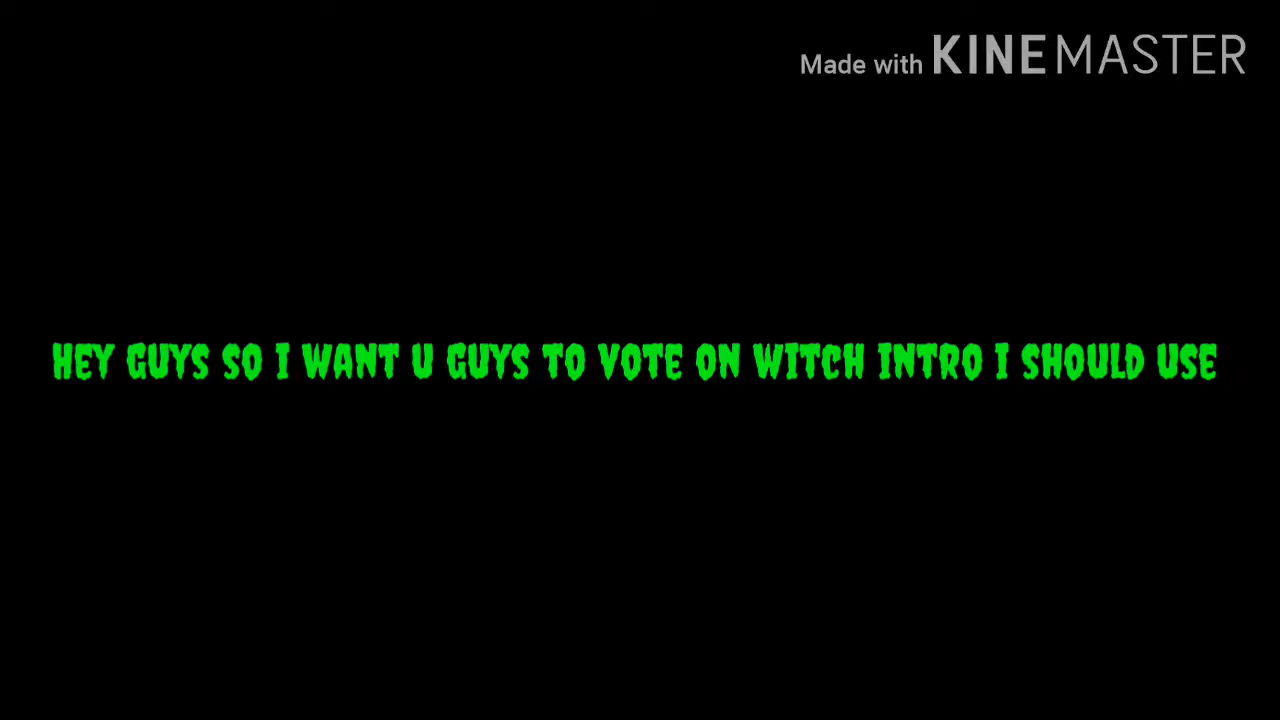 Made with KINEMASTER
HEY GUYS SO I WANT U GUYS TO VOTE ON WITCH INTRO I SHOULD USE